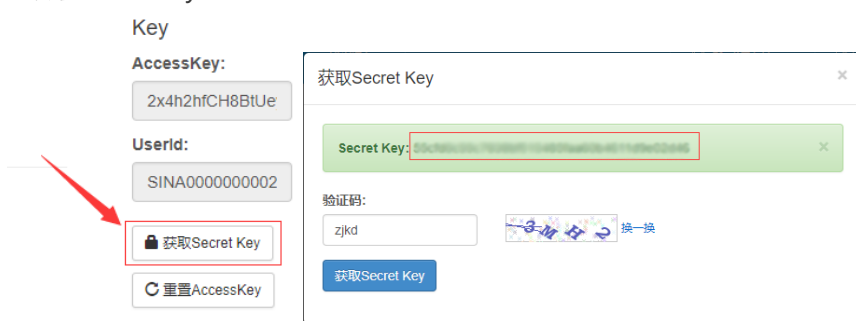 Key
AccessKey:
2x4h2hfCH8BtUe
UserId:
SINA0000000002
获取Secret Key
重置AccessKey
获取Secret Key
×
Secret Key:
×
验证码:
zjkd
3MH2
换一换
获取Secret Key